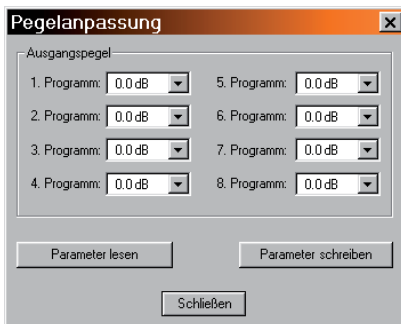 Pegelanpassung
Ausgangspegel
1. Programm: 0.0 dB 5. Programm: 0.0 dB
2. Programm: 0.0 dB 6. Programm: 0.0 dB
3. Programm: 0.0 dB 7. Programm: 0.0 dB
4. Programm: 0.0 dB 8. Programm: 0.0 dB
Parameter lesen Parameter schreiben
Schließen